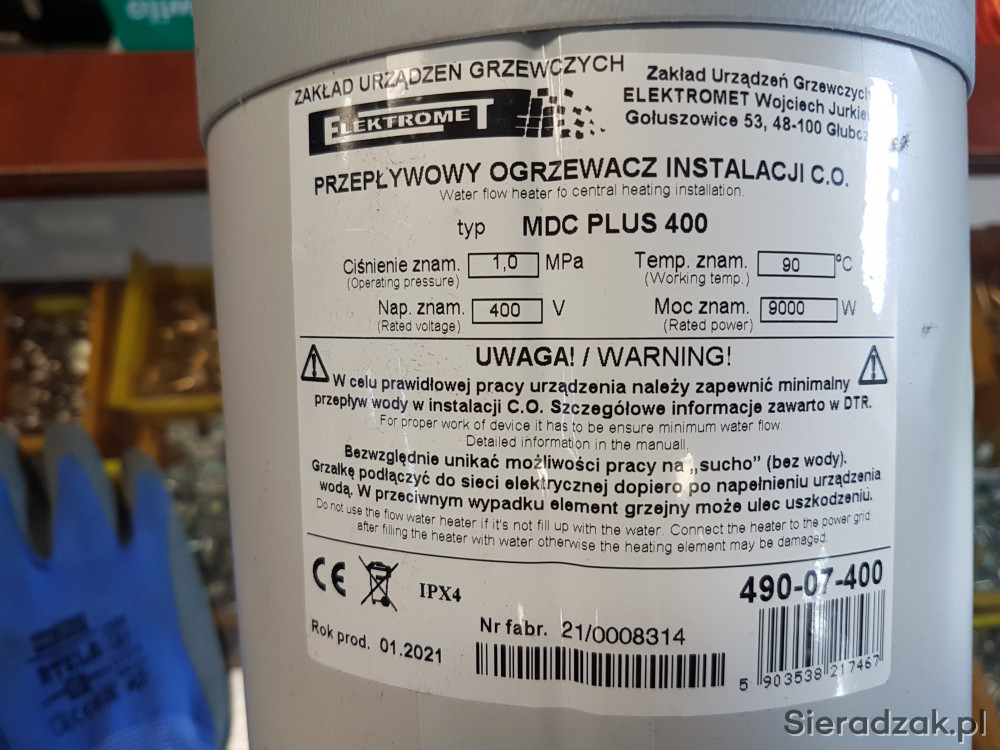 ZAKŁAD URZĄDZEN GRZEWCZYCH
ELEKTROMET
Zakład Urządzeń Grzewczych
ELEKTROMET Wojciech
Gołuszowice 53, 48-100
PRZEPŁYWOWY OGRZEWACZ INSTALACJI C.O.
Water flow heater fo central heating installation.
typ MDC PLUS 400
Ciśnienie znam. 1,0 MPa
(Operating pressure)
Temp. znam. 90 °C
(Working temp.)
Nap. znam. 400 V
(Rated voltage)
Moc znam. 9000 W
(Rated power)
UWAGA! / WARNING!
W celu prawidłowej pracy urządzenia należy zapewnić minimalny
przepływ wody w instalacji C.O. Szczegółowe informacje zawarto w DTR.
For proper work of device it has to be ensure minimum water flow.
Detailed information in the manuall.
Bezwzględnie unikać możliwości pracy na „sucho” (bez wody).
Grzałkę podłączyć do sieci elektrycznej dopiero po napełnieniu urządzenia
wodą. W przeciwnym wypadku element grzejny może ulec uszkodzeniu.
Do not use the flow water heater if it's not fill up with the water. Connect the heater to the power grid
after filling the heater with water otherwise the heating element may be damaged.
CE IPX4
490-07-400
Rok prod. 01.2021
Nr fabr. 21/0008314
5 903538 217467
Sieradzak.pl